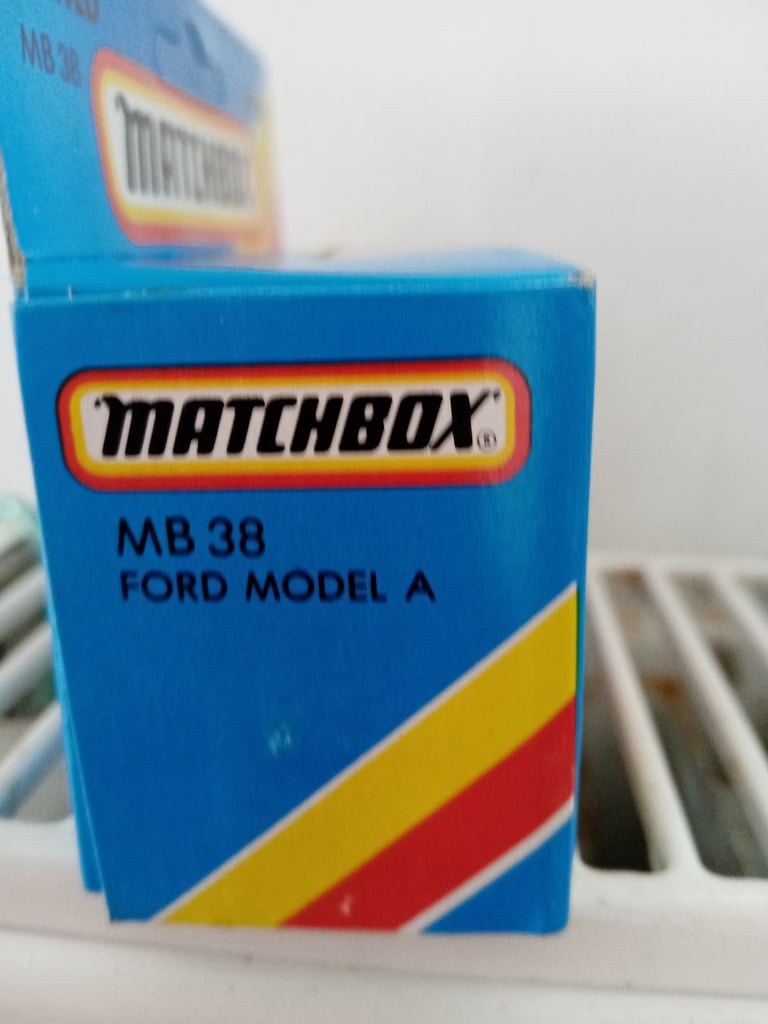 MB 38
MATCHBOX
MATCHBOX®
MB 38
FORD MODEL A